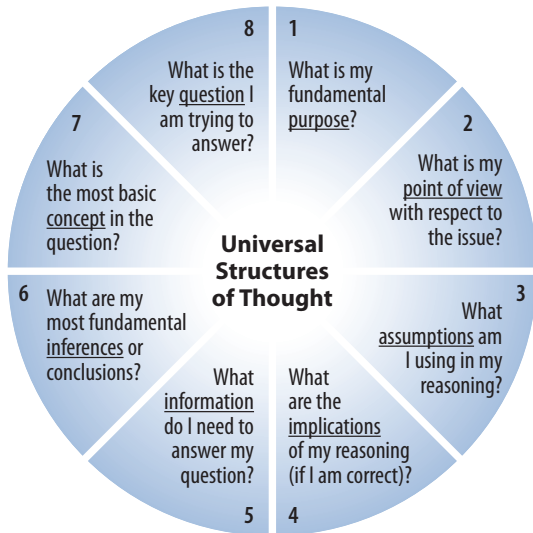 Universal
Structures
of Thought
1
What is my
fundamental
purpose?
2
What is my
point of view
with respect to
the issue?
3
What
assumptions am
I using in my
reasoning?
4
What
are the
implications
of my reasoning
(if I am correct)?
5
What
information
do I need to
answer my
question?
6
What are my
most fundamental
inferences or
conclusions?
7
What is
the most basic
concept in the
question?
8
What is the
key question I
am trying to
answer?